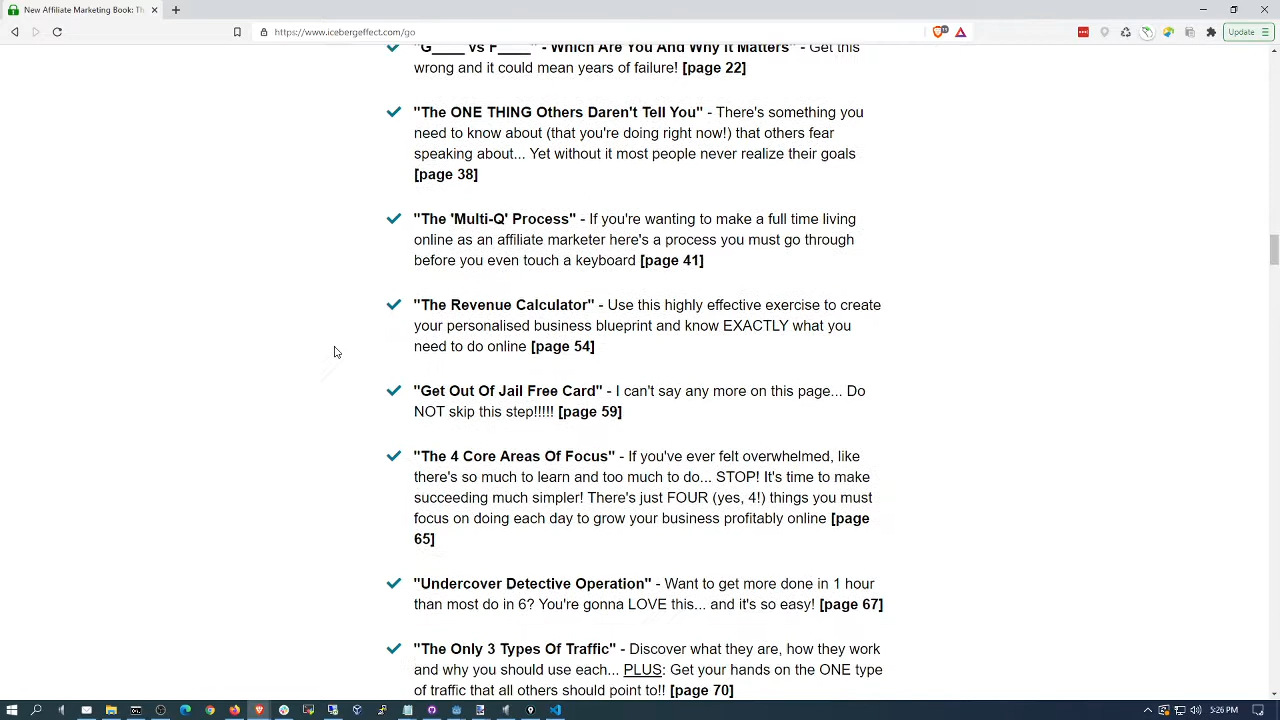 New Affiliate Marketing Book: Th
https://www.icebergeffect.com/go
Update
"G____ vs F____" - Which Are You And Why It Matters" - Get this
wrong and it could mean years of failure! [page 22]
"The ONE THING Others Daren't Tell You" - There's something you
need to know about (that you're doing right now!) that others fear
speaking about... Yet without it most people never realize their goals
[page 38]
"The 'Multi-Q' Process" - If you're wanting to make a full time living
online as an affiliate marketer here's a process you must go through
before you even touch a keyboard [page 41]
"The Revenue Calculator" - Use this highly effective exercise to create
your personalised business blueprint and know EXACTLY what you
need to do online [page 54]
"Get Out Of Jail Free Card" - I can't say any more on this page... Do
NOT skip this step!!!!! [page 59]
"The 4 Core Areas Of Focus" - If you've ever felt overwhelmed, like
there's so much to learn and too much to do... STOP! It's time to make
succeeding much simpler! There's just FOUR (yes, 4!) things you must
focus on doing each day to grow your business profitably online [page
65]
"Undercover Detective Operation" - Want to get more done in 1 hour
than most do in 6? You're gonna LOVE this... and it's so easy! [page 67]
"The Only 3 Types Of Traffic" - Discover what they are, how they work
and why you should use each... PLUS: Get your hands on the ONE type
of traffic that all others should point to!! [page 70]
5:26 PM